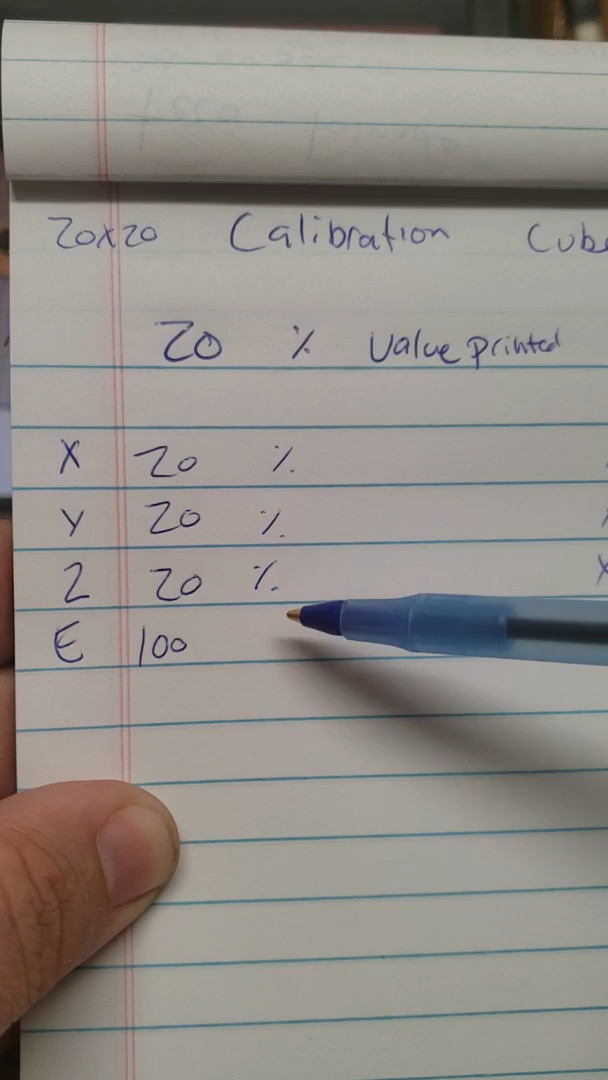 20x20 Calibration Cube
20 % Value printed
X 20 %
Y 20 %
Z 20 %
E 100